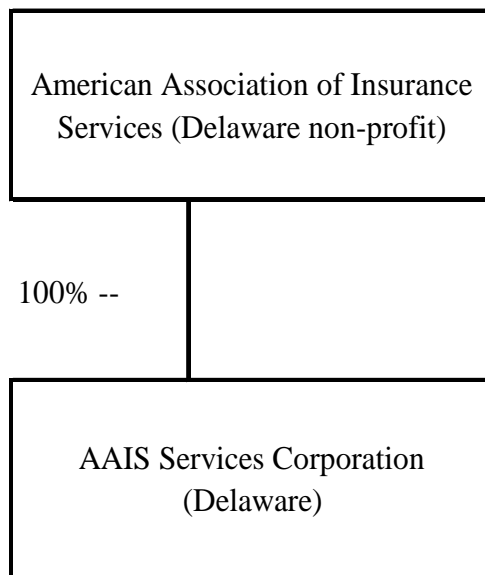 American Association of Insurance
Services (Delaware non-profit)
100% --
AAIS Services Corporation
(Delaware)